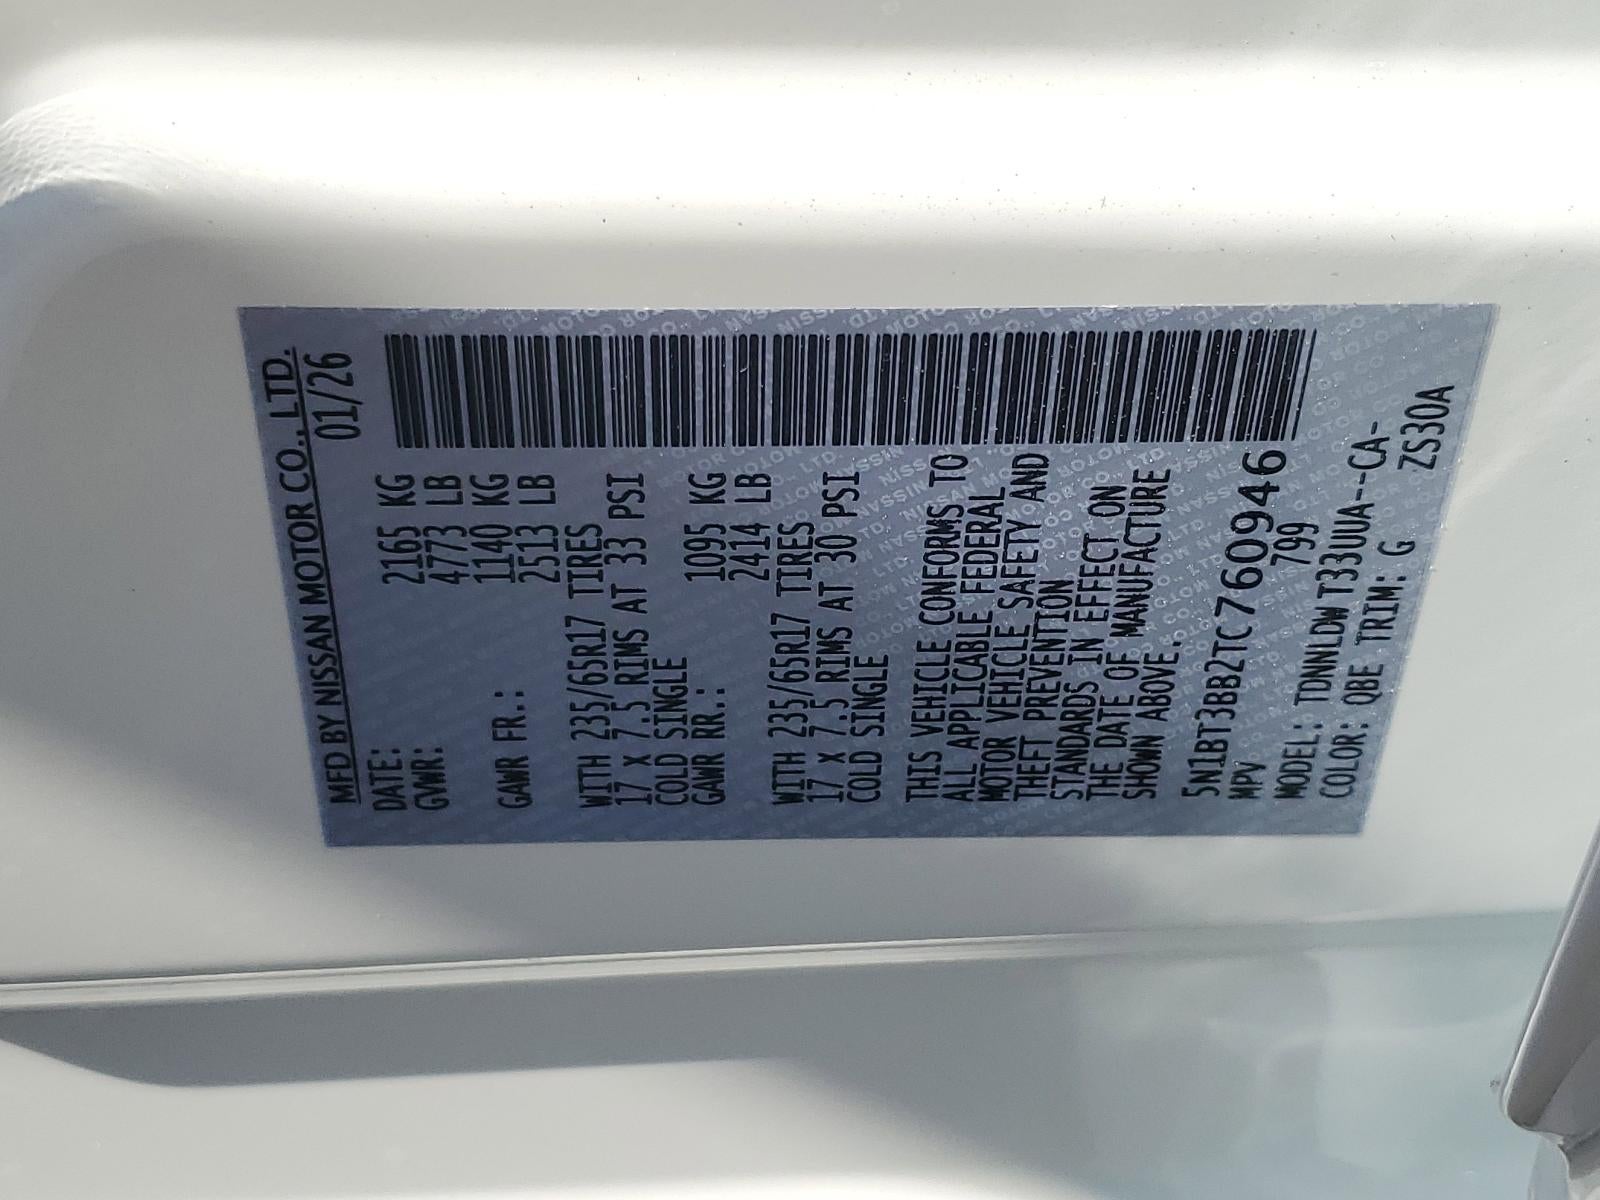 MFD BY NISSAN MOTOR CO., LTD.
DATE: 01/26
GVWR: 2165 KG
4773 LB
GAWR FR.: 1140 KG
2513 LB
WITH 235/65R17 TIRES
17 X 7.5 RIMS AT 33 PSI
COLD SINGLE
GAWR RR.: 1095 KG
2414 LB
WITH 235/65R17 TIRES
17 X 7.5 RIMS AT 30 PSI
COLD SINGLE
THIS VEHICLE CONFORMS TO
ALL APPLICABLE FEDERAL
MOTOR VEHICLE SAFETY AND
THEFT PREVENTION
STANDARDS IN EFFECT ON
THE DATE OF MANUFACTURE
SHOWN ABOVE.
5N1BT3BB2TC760946
MPV 799
MODEL: TDNNLDWT33UUA--CA-
COLOR: QBE TRIM: G ZS30A